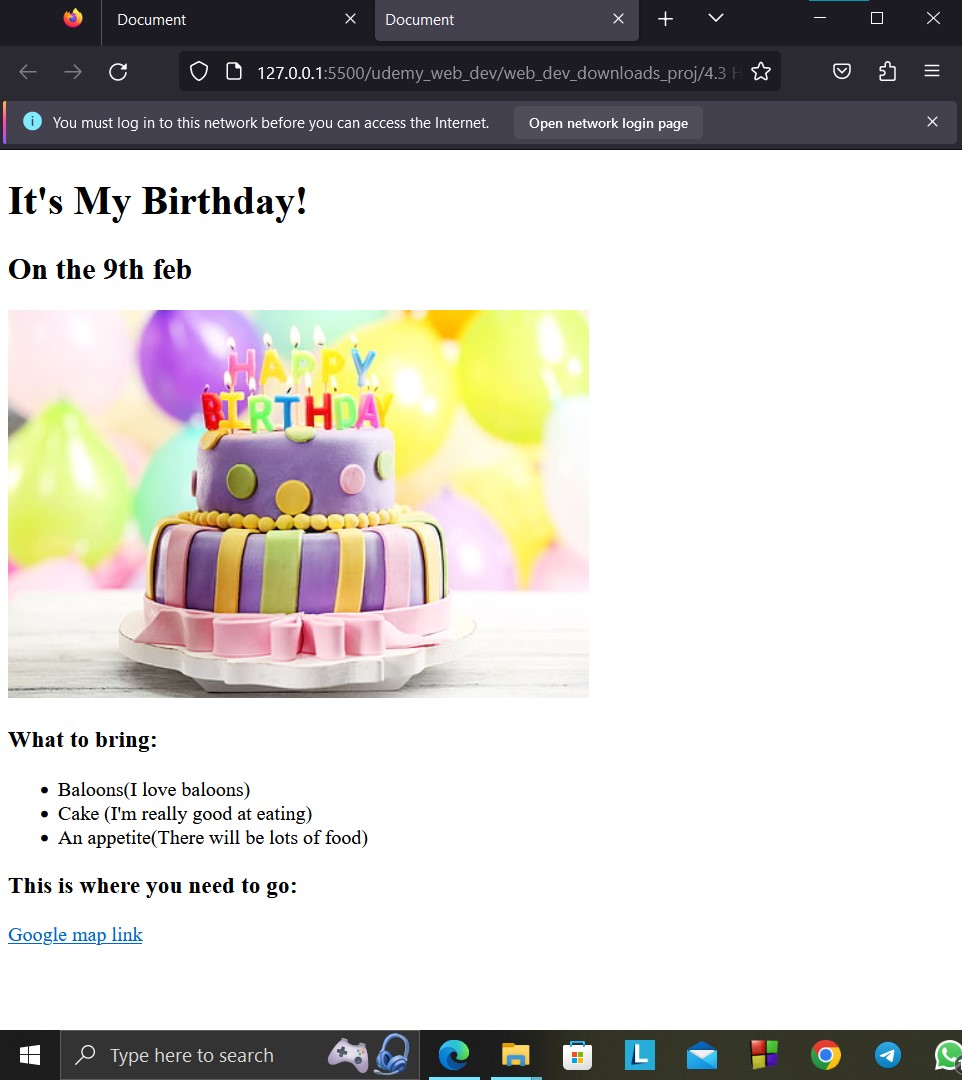 Document
Document
127.0.0.1:5500/udemy_web_dev/web_dev_downloads_proj/4.3 H
You must log in to this network before you can access the Internet.
Open network login page
It's My Birthday!
On the 9th feb
HAPPY
BIRTHDAY
What to bring:
Baloons(I love baloons)
Cake (I'm really good at eating)
An appetite(There will be lots of food)
This is where you need to go:
Google map link
Type here to search
L